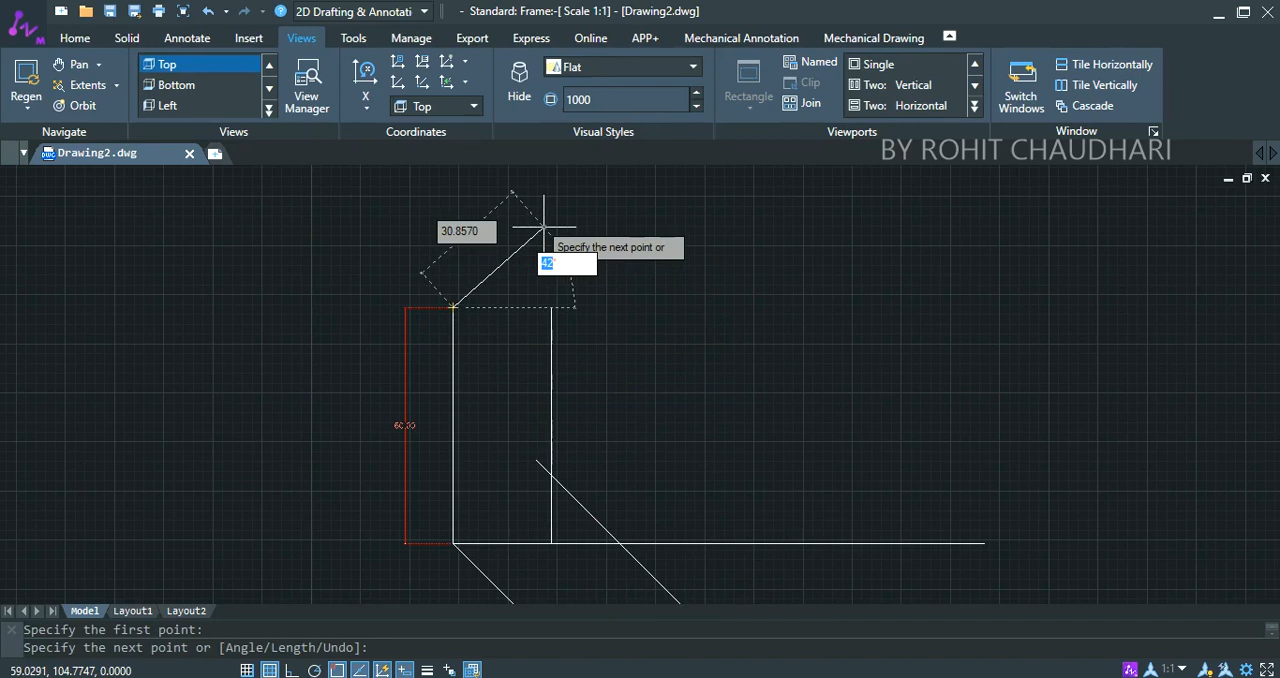 2D Drafting & Annotati - Standard: Frame:-[ Scale 1:1] - [Drawing2.dwg]
M
Home Solid Annotate Insert Views Tools Manage Export Express Online APP+ Mechanical Annotation Mechanical Drawing
Regen
Pan
Extents
Orbit
Top
Bottom
Left
View
Manager
X
Top
Hide
Flat
1000
Rectangle
Named
Clip
Join
Single
Two: Vertical
Two: Horizontal
Switch
Windows
Tile Horizontally
Tile Vertically
Cascade
Navigate Views Coordinates Visual Styles Viewports Window
Drawing2.dwg
BY ROHIT CHAUDHARI
30.8570
Specify the next point or
42°
60.00
Model Layout1 Layout2
Specify the first point:
Specify the next point or [Angle/Length/Undo]:
59.0291, 104.7747, 0.0000
1:1